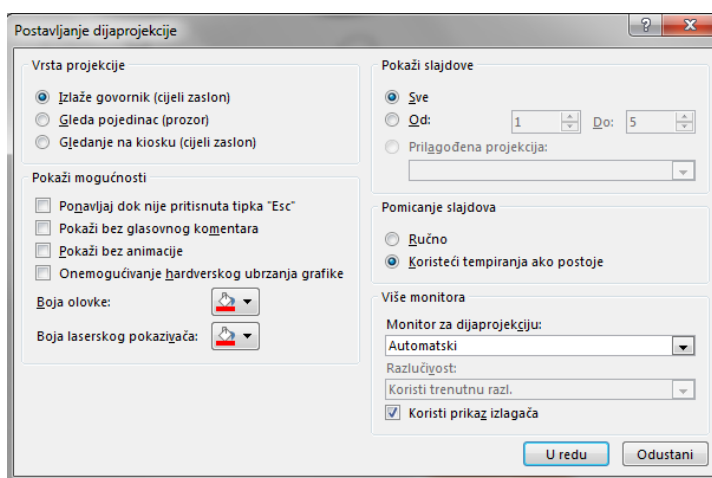 Postavljanje dijaprojekcije
Vrsta projekcije
Izlaže govornik (cijeli zaslon)
Gleda pojedinac (prozor)
Gledanje na kiosku (cijeli zaslon)
Pokaži mogućnosti
Ponavljaj dok nije pritisnuta tipka "Esc"
Pokaži bez glasovnog komentara
Pokaži bez animacije
Onemogućivanje hardverskog ubrzanja grafike
Boja olovke:
Boja laserskog pokazivača:
Pokaži slajdove
Sve
Od: 1 Do: 5
Prilagođena projekcija:
Pomicanje slajdova
Ručno
Koristeći tempiranja ako postoje
Više monitora
Monitor za dijaprojekciju:
Automatski
Razlučivost:
Koristi trenutnu razl.
Koristi prikaz izlagača
U redu Odustani